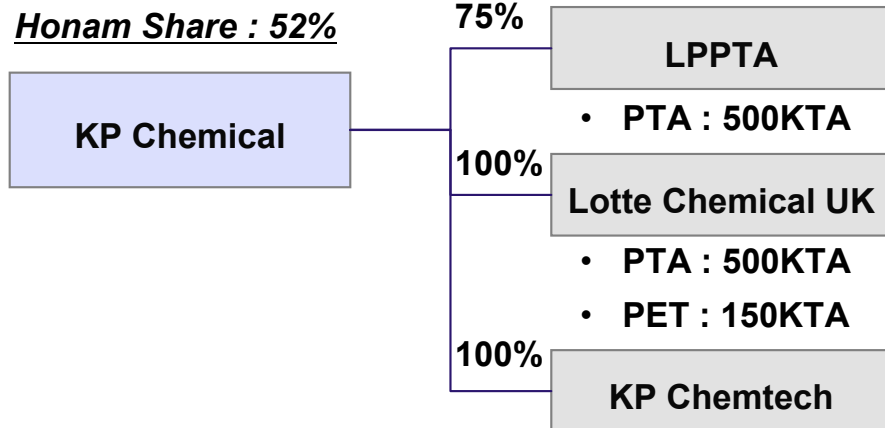 Honam Share : 52%
KP Chemical
75%
LPPTA
• PTA : 500KTA
100%
Lotte Chemical UK
• PTA : 500KTA
• PET : 150KTA
100%
KP Chemtech